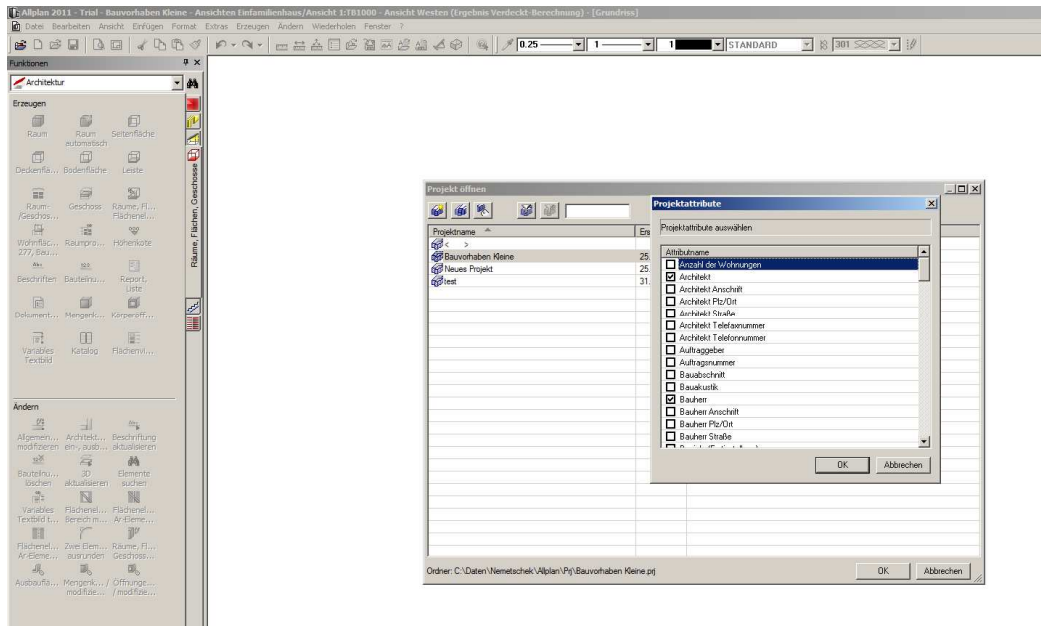 Allplan 2011 - Trial - Bauvorhaben Kleine - Ansichten Einfamilienhaus/Ansicht 1:TB1000 - Ansicht Westen (Ergebnis Verdeckt-Berechnung) - [Grundriss]
Datei Bearbeiten Ansicht Einfügen Format Extras Erzeugen Ändern Wiederholen Fenster ?
0.25 1 1 STANDARD 301
Funktionen
Architektur
Erzeugen
Raum Raum automatisch Seitenfläche
Deckenflä... Bodenfläche Leiste
Raum-/Geschos... Geschoss Räume, Fl... Flächenel...
Wohnfläc... 277, Bau... Raumpro... Höhenkote
Beschriften Bauteilnu... Report, Liste
Dokument... Mengenk... Körperöff...
Variables Textbild Katalog Flächenvi...
Räume, Flächen, Geschosse
Ändern
Allgemein... modifizieren Architekt... ein-, ausb... Beschriftung aktualisieren
Bauteilnu... löschen 3D aktualisieren Elemente suchen
Variables Textbild t... Flächenel... Bereich m... Flächenel... Ar-Eleme...
Flächenel... Ar-Eleme... Zwei Elem... ausrunden Räume, Fl... Geschoss...
Ausbauflä... Mengenk... / modifizie... Öffnunge... / modifizie...
Projekt öffnen
Projektname Ers
< >
Bauvorhaben Kleine 25.
Neues Projekt 25.
test 31.
Ordner: C:\Daten\Nemetschek\Allplan\Prj\Bauvorhaben Kleine.prj
OK Abbrechen
Projektattribute
Projektattribute auswählen
Attributname
Anzahl der Wohnungen
Architekt
Architekt Anschrift
Architekt Plz/Ort
Architekt Straße
Architekt Telefaxnummer
Architekt Telefonnummer
Auftraggeber
Auftragsnummer
Bauabschnitt
Bauakustik
Bauherr
Bauherr Anschrift
Bauherr Plz/Ort
Bauherr Straße
OK Abbrechen